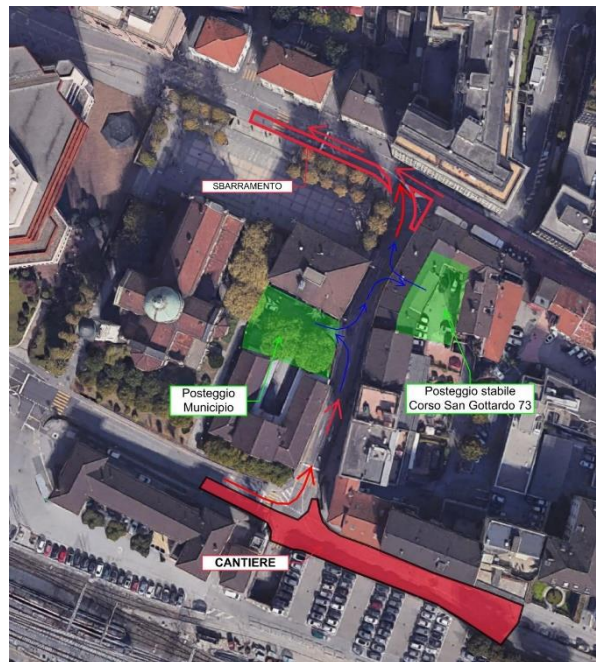 SBARRAMENTO
Posteggio
Municipio
Posteggio stabile
Corso San Gottardo 73
CANTIERE